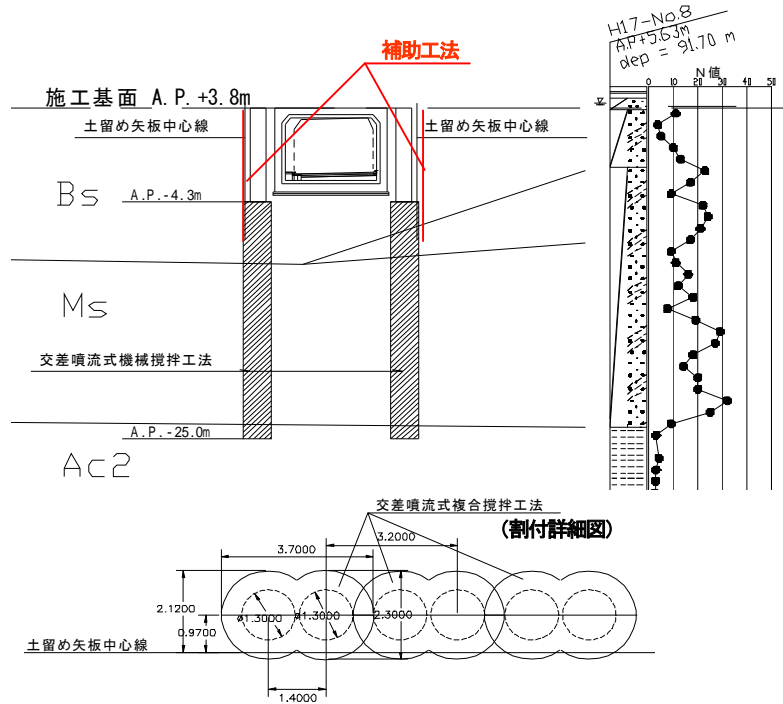 H17-No.8
A.P+5.63m
dep = 91.70 m
N値
0 10 20 30 40 50
補助工法
施工基面 A.P.+3.8m
土留め矢板中心線
土留め矢板中心線
Bs
A.P.-4.3m
Ms
交差噴流式機械撹拌工法
A.P.-25.0m
Ac2
交差噴流式複合撹拌工法
(割付詳細図)
3.2000
3.7000
2.1200
ø1.3000
ø1.3000
2.3000
0.9700
土留め矢板中心線
1.4000